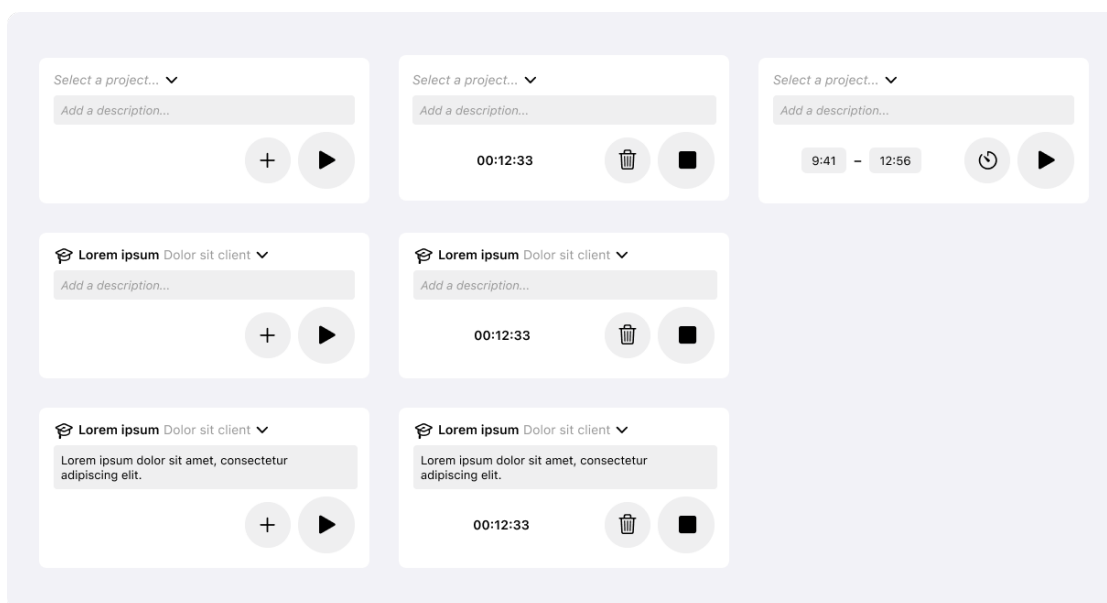 Select a project...
Add a description...
Select a project...
Add a description...
00:12:33
Select a project...
Add a description...
9:41 – 12:56
Lorem ipsum Dolor sit client
Add a description...
Lorem ipsum Dolor sit client
Add a description...
00:12:33
Lorem ipsum Dolor sit client
Lorem ipsum dolor sit amet, consectetur
adipiscing elit.
Lorem ipsum Dolor sit client
Lorem ipsum dolor sit amet, consectetur
adipiscing elit.
00:12:33